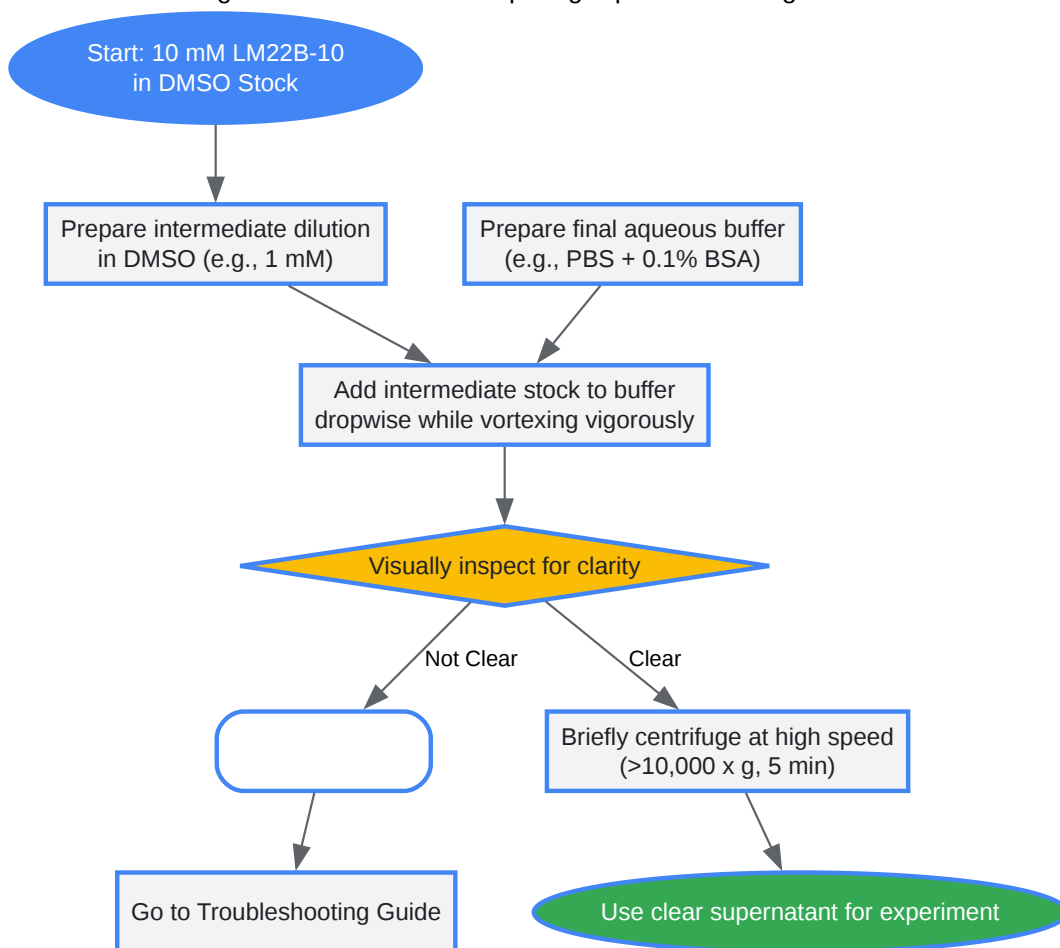 Start: 10 mM LM22B-10
in DMSO Stock
Prepare intermediate dilution
in DMSO (e.g., 1 mM)
Prepare final aqueous buffer
(e.g., PBS + 0.1% BSA)
Add intermediate stock to buffer
dropwise while vortexing vigorously
Visually inspect for clarity
Not Clear
Clear
Briefly centrifuge at high speed
(>10,000 x g, 5 min)
Go to Troubleshooting Guide
Use clear supernatant for experiment